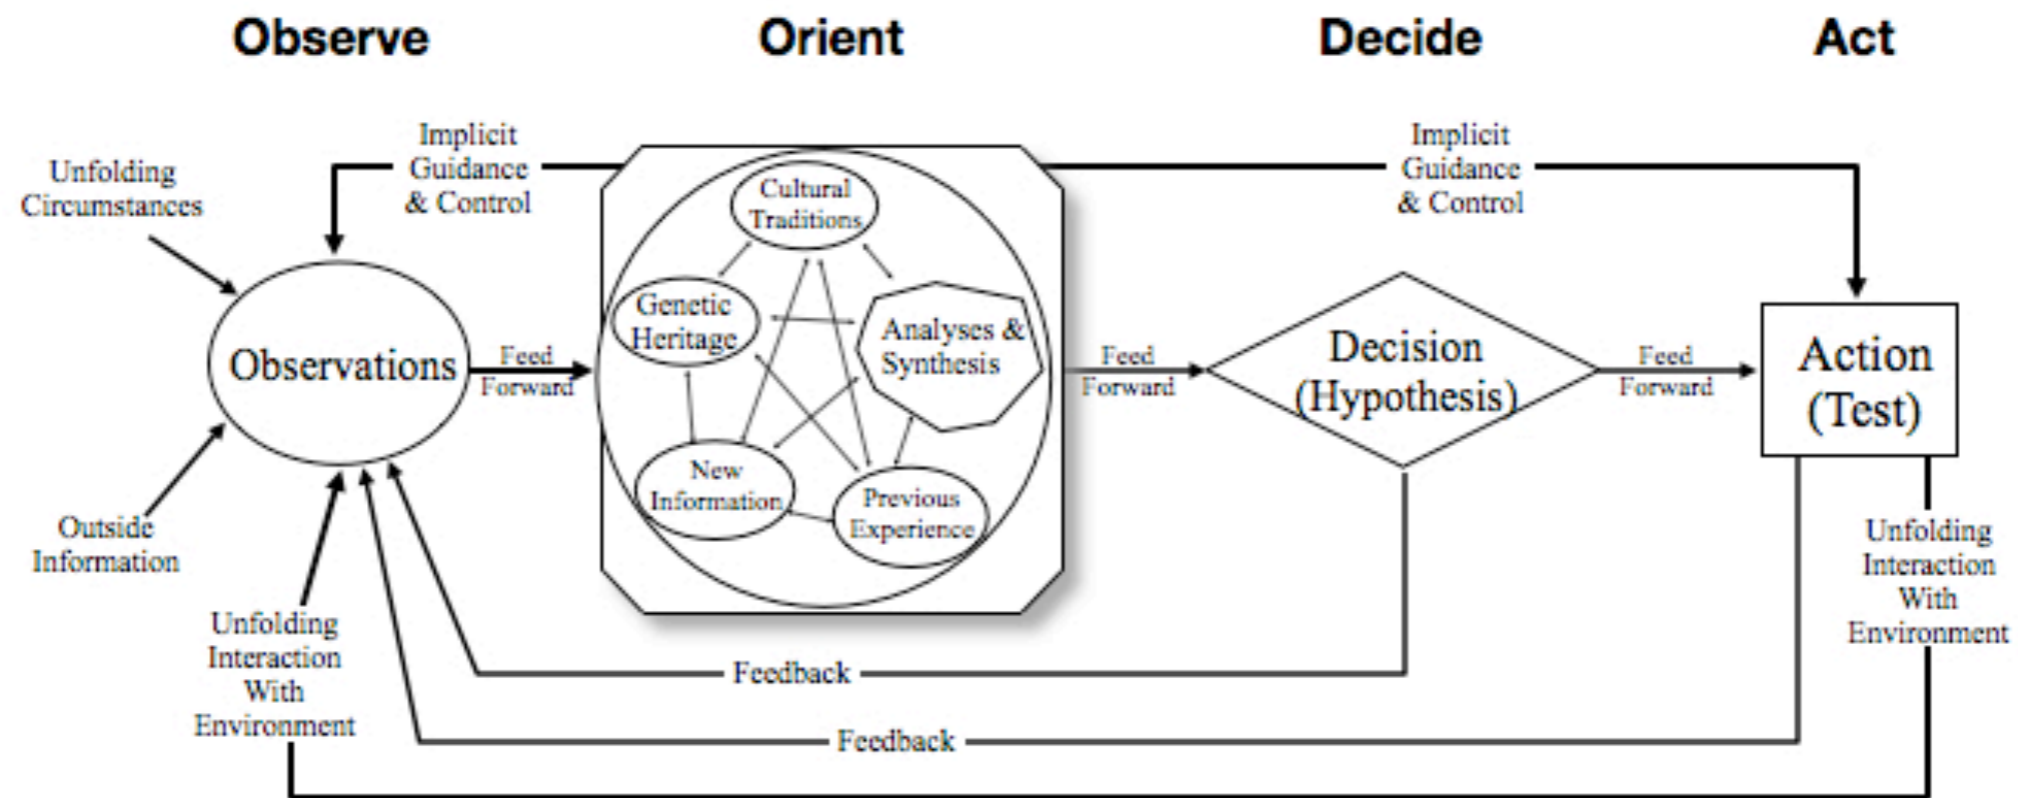 Observe
Orient
Decide
Act
Implicit
Guidance
& Control
Implicit
Guidance
& Control
Unfolding
Circumstances
Cultural
Traditions
Genetic
Heritage
Analyses &
Synthesis
Observations
Feed
Forward
Feed
Forward
Decision
(Hypothesis)
Feed
Forward
Action
(Test)
New
Information
Previous
Experience
Outside
Information
Unfolding
Interaction
With
Environment
Unfolding
Interaction
With
Environment
Feedback
Feedback